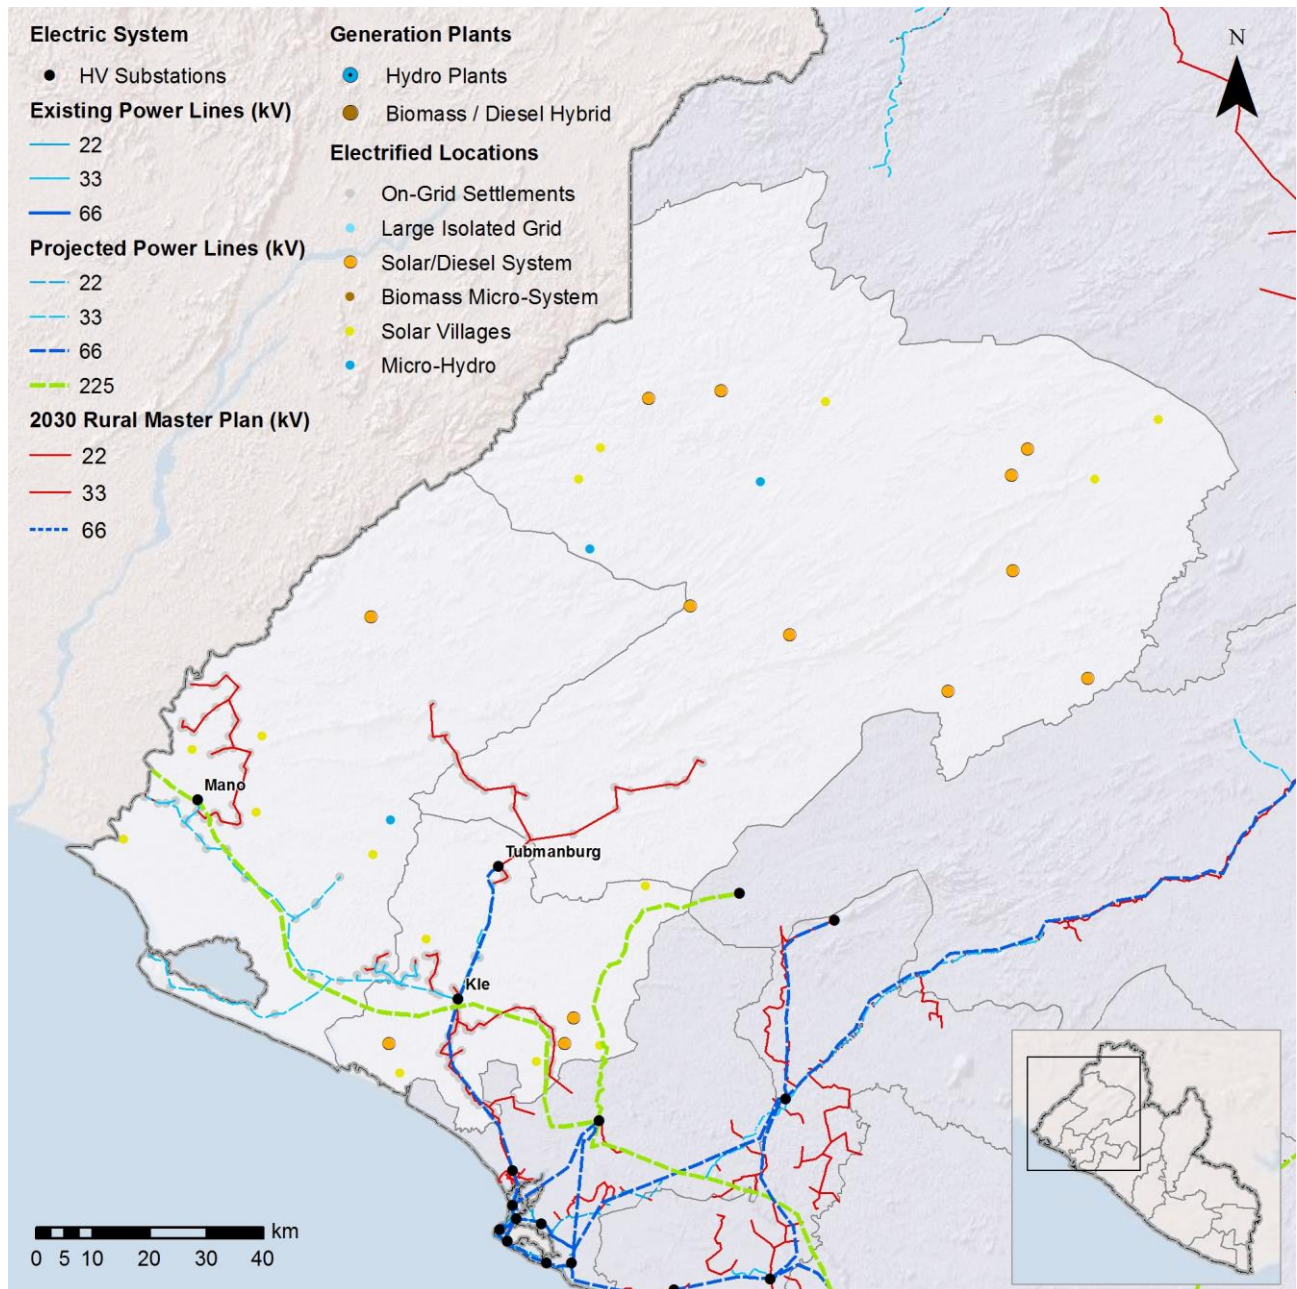 Electric System
HV Substations
Existing Power Lines (kV)
22
33
66
Projected Power Lines (kV)
22
33
66
225
2030 Rural Master Plan (kV)
22
33
66
Generation Plants
Hydro Plants
Biomass / Diesel Hybrid
Electrified Locations
On-Grid Settlements
Large Isolated Grid
Solar/Diesel System
Biomass Micro-System
Solar Villages
Micro-Hydro
N
Mano
Tubmanburg
Kle
0 5 10 20 30 40 km